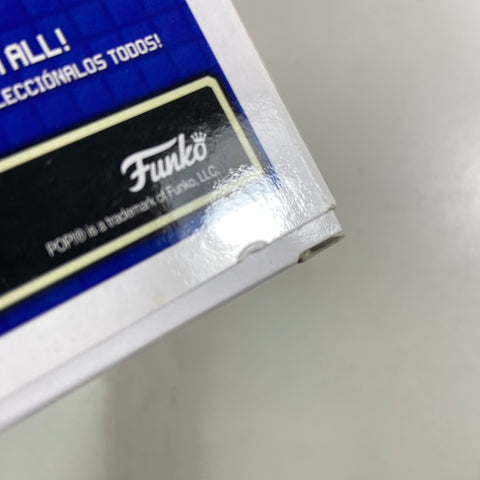 ALL!
LECCIÓNALOS TODOS!
Funko
POP!® is a trademark of Funko, LLC.